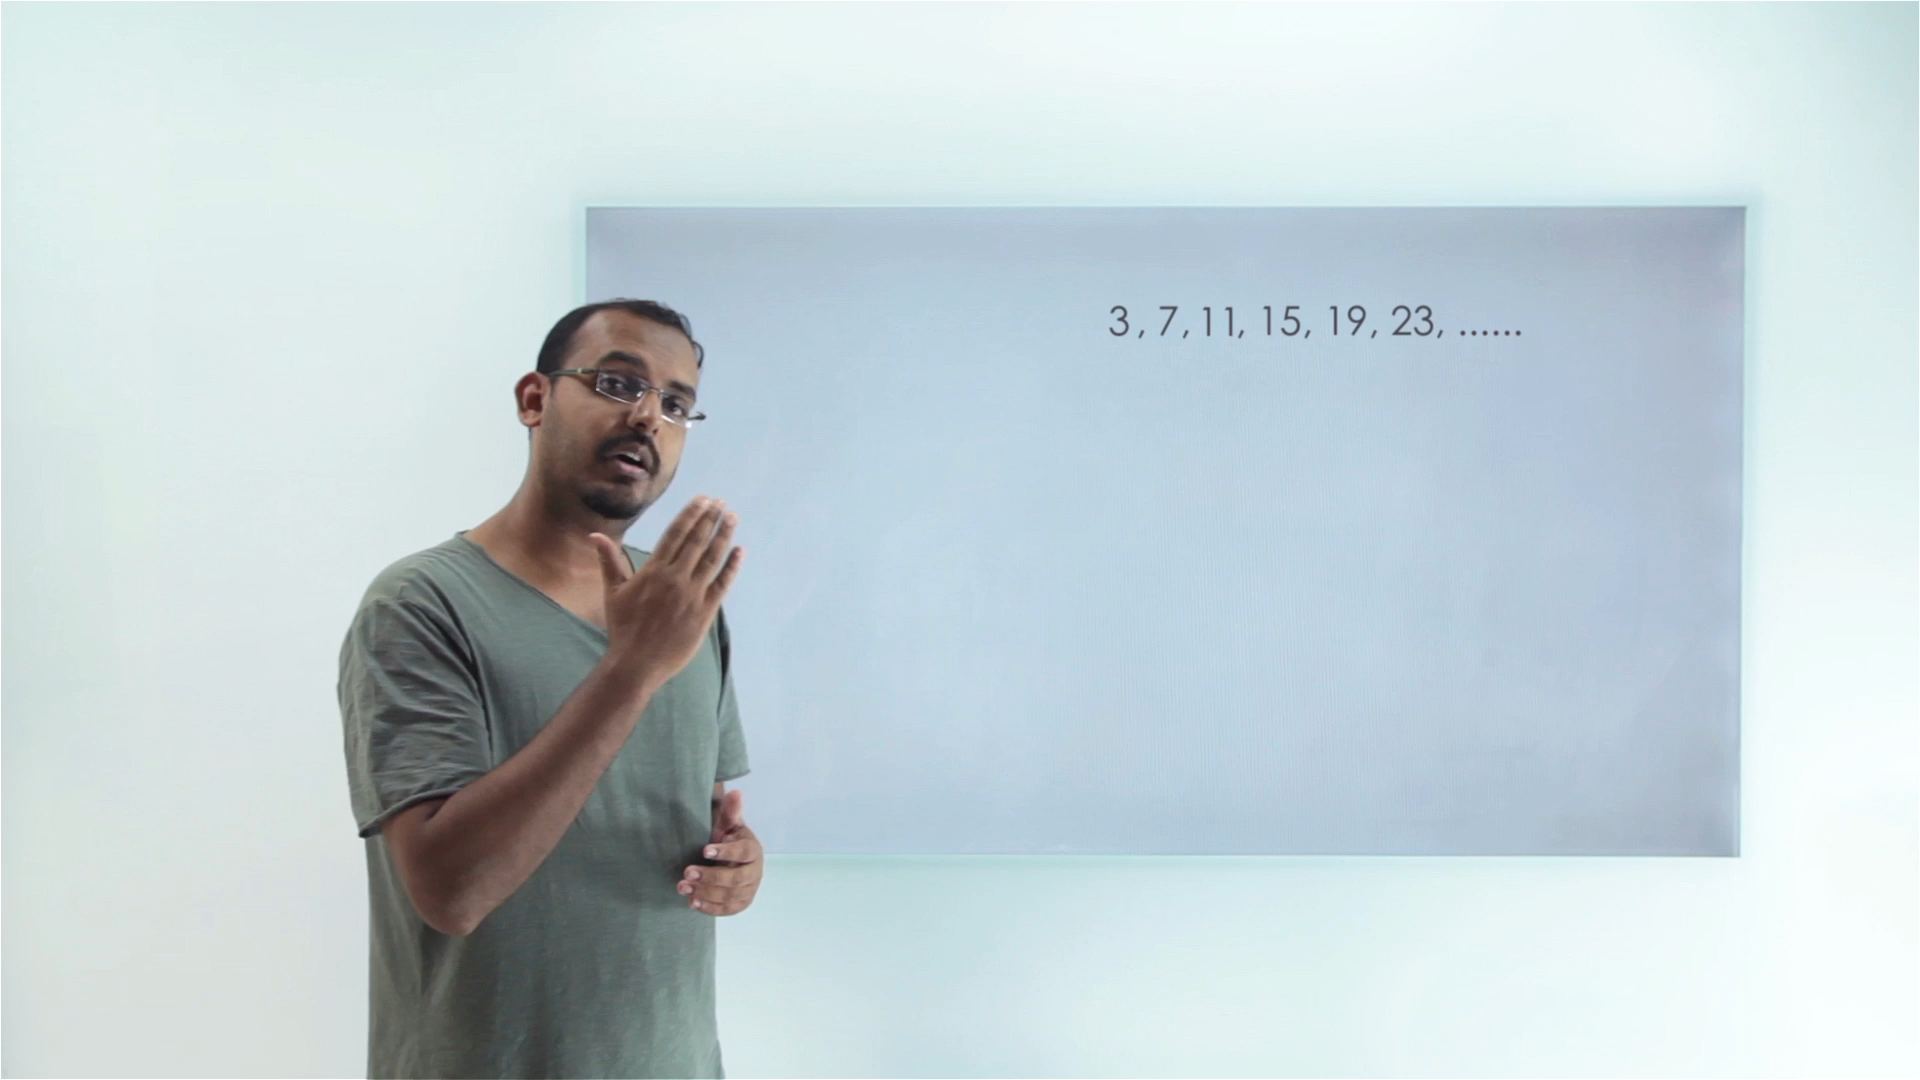 3, 7, 11, 15, 19, 23, ......